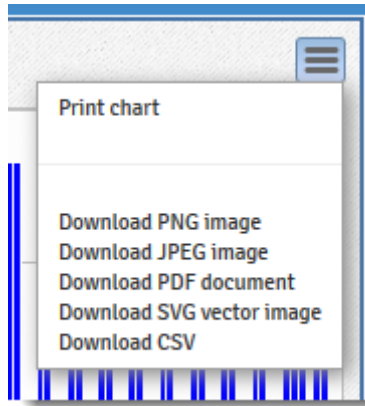 Print chart
Download PNG image
Download JPEG image
Download PDF document
Download SVG vector image
Download CSV